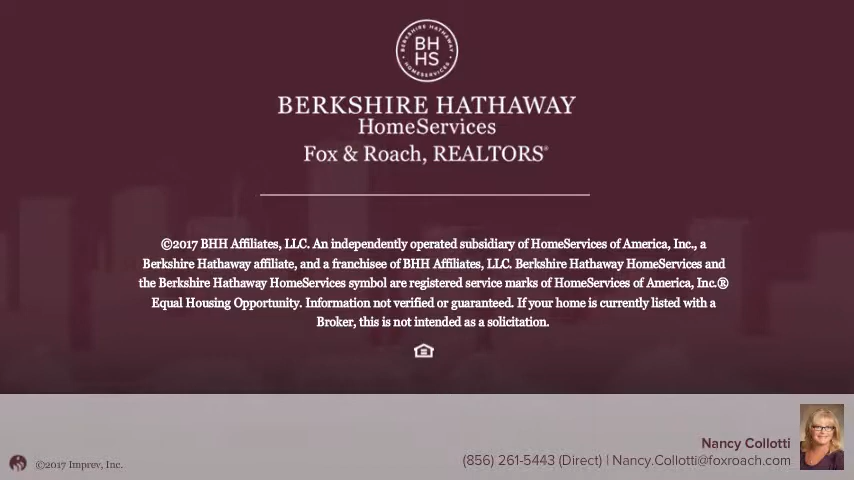 BERKSHIRE HATHAWAY
HOMESERVICES
BH
HS
BERKSHIRE HATHAWAY
HomeServices
Fox & Roach, REALTORS®
©2017 BHH Affiliates, LLC. An independently operated subsidiary of HomeServices of America, Inc., a
Berkshire Hathaway affiliate, and a franchisee of BHH Affiliates, LLC. Berkshire Hathaway HomeServices and
the Berkshire Hathaway HomeServices symbol are registered service marks of HomeServices of America, Inc.®
Equal Housing Opportunity. Information not verified or guaranteed. If your home is currently listed with a
Broker, this is not intended as a solicitation.
Nancy Collotti
(856) 261-5443 (Direct) | Nancy.Collotti@foxroach.com
©2017 Imprev, Inc.